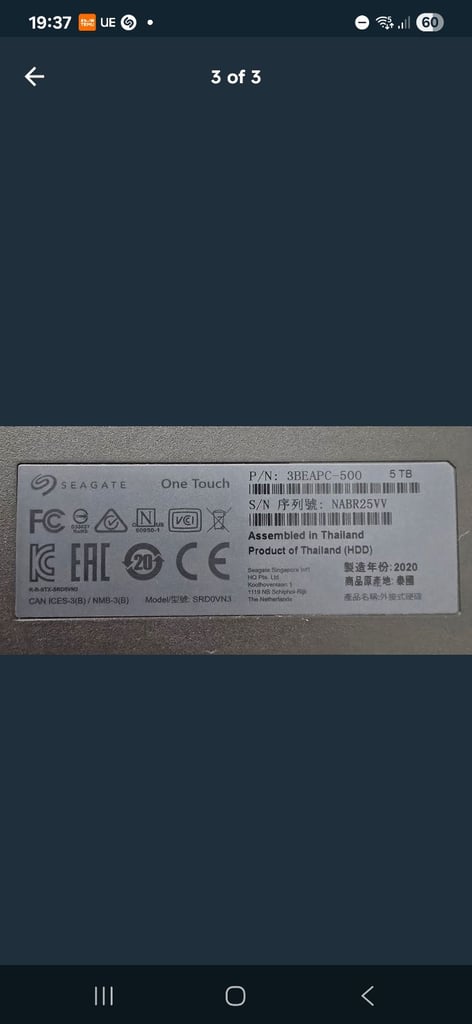 19:37 UE 60
3 of 3
SEAGATE One Touch
P/N: 3BEAPC-500 5 TB
S/N 序列號: NABR25VV
FC N VCI
Assembled in Thailand
Product of Thailand (HDD)
EAC 20 CE
Seagate Singapore Int'l
HQ Pte. Ltd.
Koolhovenlaan 1
1119 NB Schiphol-Rijk
The Netherlands
製造年份: 2020
商品原產地: 泰國
產品名稱:外接式硬碟
CAN ICES-3(B) / NMB-3(B) Model/型號: SRD0VN3